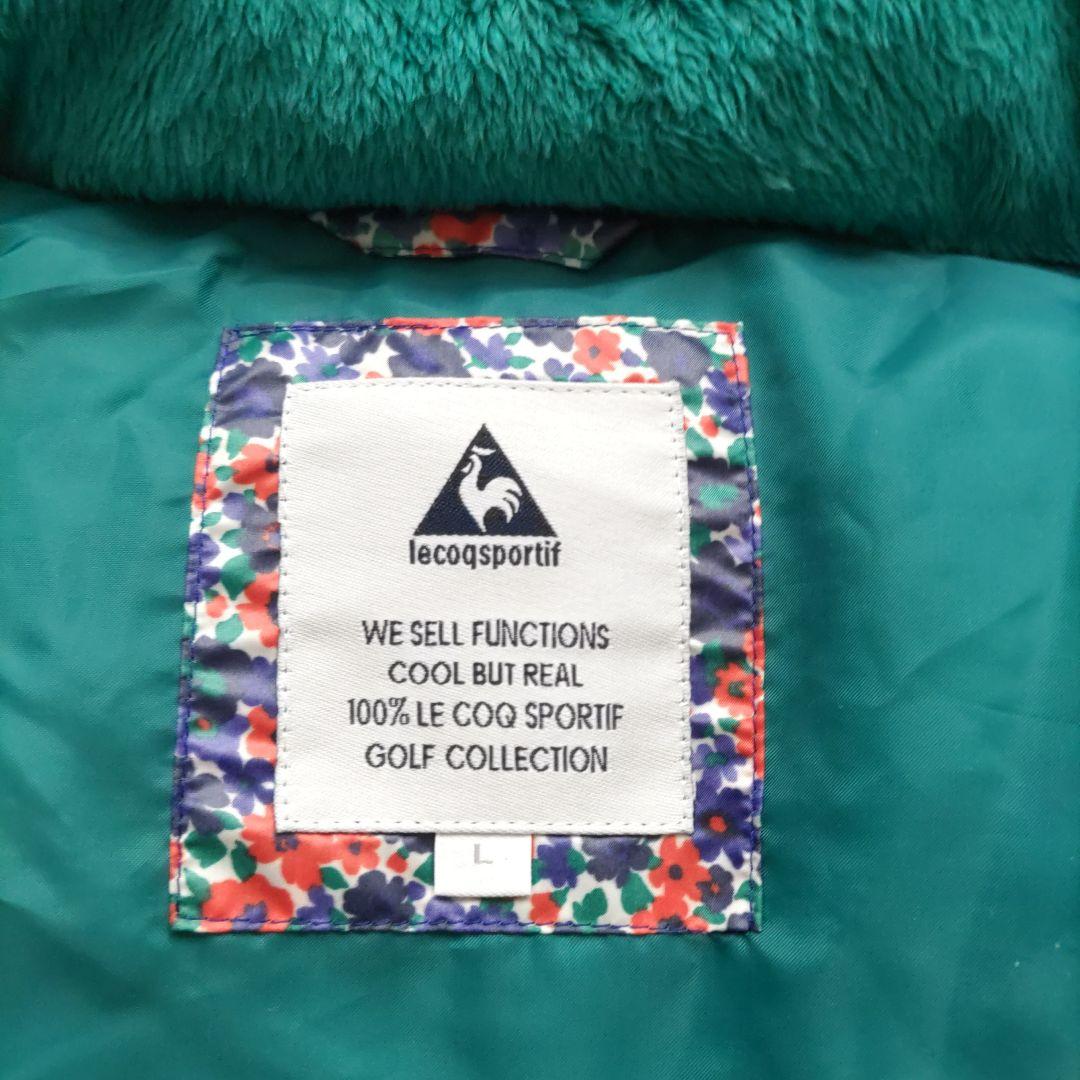 lecoqsportif
WE SELL FUNCTIONS
COOL BUT REAL
100% LE COQ SPORTIF
GOLF COLLECTION
L